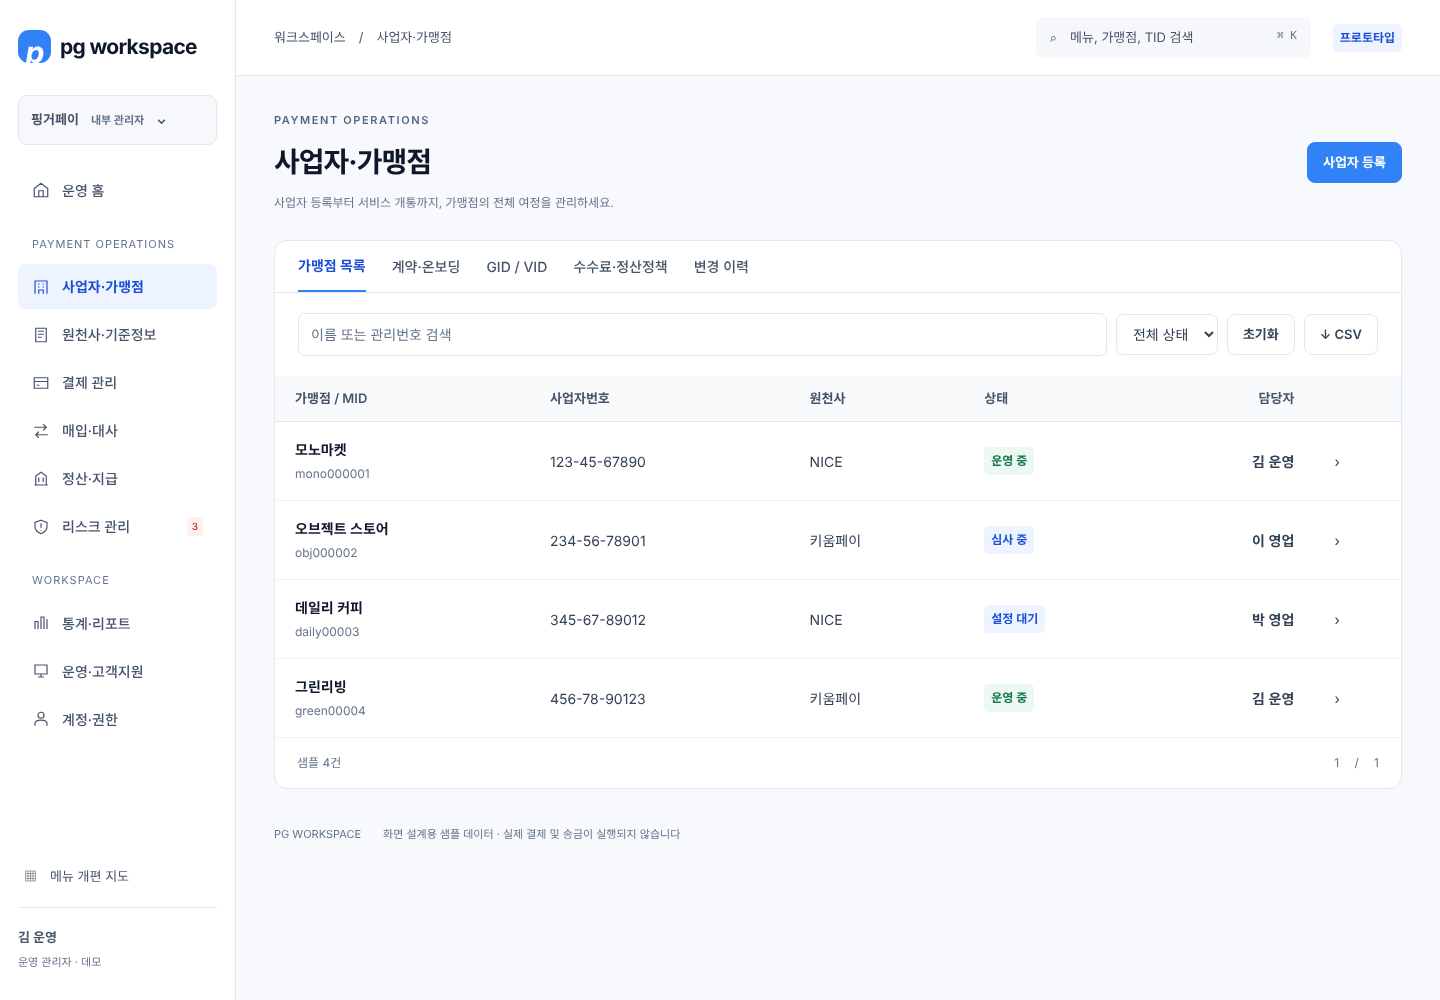 pg workspace
핑거페이 내부 관리자
운영 홈
PAYMENT OPERATIONS
사업자·가맹점
원천사·기준정보
결제 관리
매입·대사
정산·지급
리스크 관리 3
WORKSPACE
통계·리포트
운영·고객지원
계정·권한
메뉴 개편 지도
김 운영
운영 관리자 · 데모
워크스페이스 / 사업자·가맹점
메뉴, 가맹점, TID 검색 ⌘ K
프로토타입
PAYMENT OPERATIONS
사업자·가맹점
사업자 등록
사업자 등록부터 서비스 개통까지, 가맹점의 전체 여정을 관리하세요.
가맹점 목록 계약·온보딩 GID / VID 수수료·정산정책 변경 이력
이름 또는 관리번호 검색 전체 상태 초기화 ↓ CSV
가맹점 / MID 사업자번호 원천사 상태 담당자
모노마켓
mono000001 123-45-67890 NICE 운영 중 김 운영 ›
오브젝트 스토어
obj000002 234-56-78901 키움페이 심사 중 이 영업 ›
데일리 커피
daily00003 345-67-89012 NICE 설정 대기 박 영업 ›
그린리빙
green00004 456-78-90123 키움페이 운영 중 김 운영 ›
샘플 4건 1 / 1
PG WORKSPACE 화면 설계용 샘플 데이터 · 실제 결제 및 송금이 실행되지 않습니다